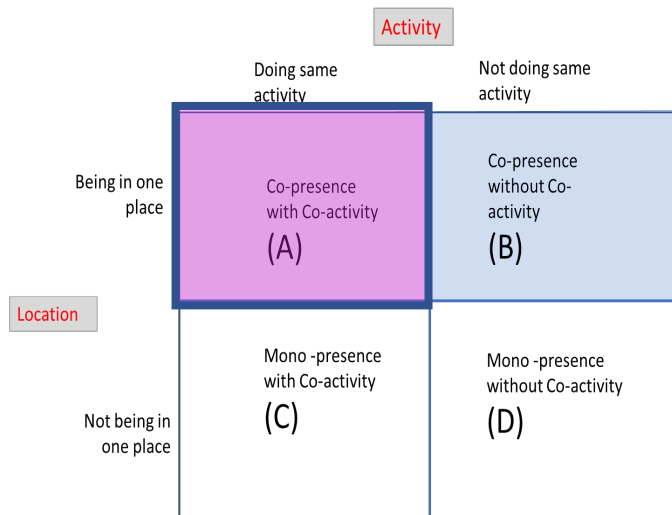 Activity
Doing same
activity
Not doing same
activity
Being in one
place
Co-presence
with Co-activity
(A)
Co-presence
without Co-
activity
(B)
Location
Not being in
one place
Mono -presence
with Co-activity
(C)
Mono -presence
without Co-activity
(D)